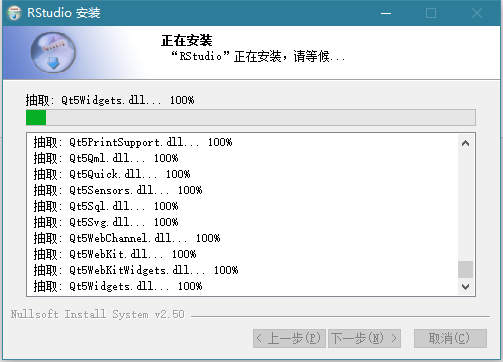 RStudio 安装
正在安装
“RStudio”正在安装，请等候...
抽取: Qt5Widgets.dll... 100%
抽取: Qt5PrintSupport.dll... 100%
抽取: Qt5Qml.dll... 100%
抽取: Qt5Quick.dll... 100%
抽取: Qt5Sensors.dll... 100%
抽取: Qt5Sql.dll... 100%
抽取: Qt5Svg.dll... 100%
抽取: Qt5WebChannel.dll... 100%
抽取: Qt5WebKit.dll... 100%
抽取: Qt5WebKitWidgets.dll... 100%
抽取: Qt5Widgets.dll... 100%
Nullsoft Install System v2.50
< 上一步(P) 下一步(N) > 取消(C)